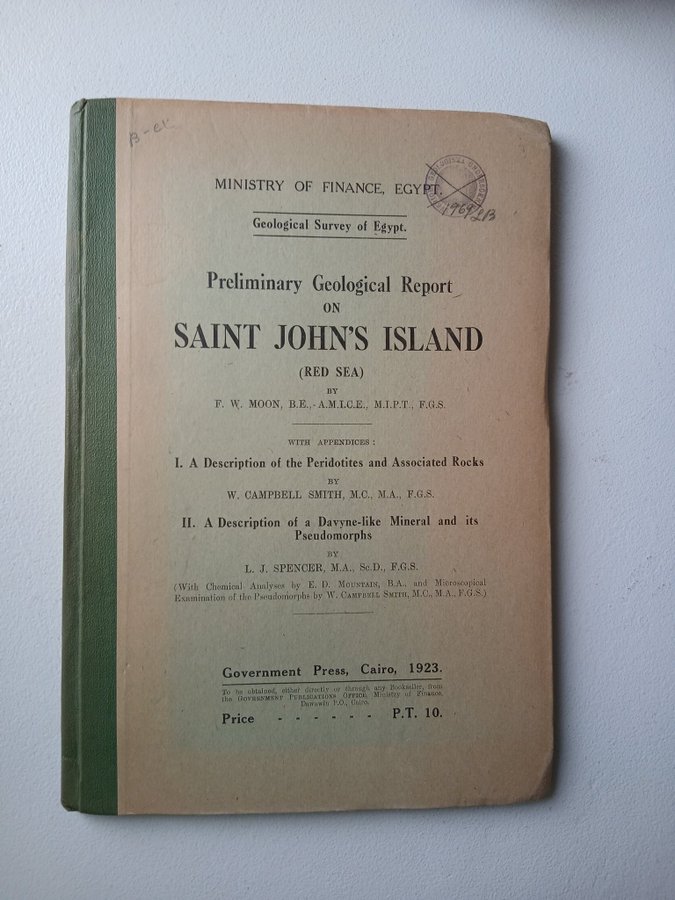 B-CK
MINISTRY OF FINANCE, EGYPT.
1969 LB
Geological Survey of Egypt.
Preliminary Geological Report
ON
SAINT JOHN'S ISLAND
(RED SEA)
BY
F. W. MOON, B.E., A.M.I.C.E., M.I.P.T., F.G.S.
WITH APPENDICES :
I. A Description of the Peridotites and Associated Rocks
BY
W. CAMPBELL SMITH, M.C., M.A., F.G.S.
II. A Description of a Davyne-like Mineral and its
Pseudomorphs
BY
L. J. SPENCER, M.A., Sc.D., F.G.S.
(With Chemical Analyses by E. D. MOUNTAIN, B.A., and Microscopical
Examination of the Pseudomorphs by W. CAMPBELL SMITH, M.C., M.A., F.G.S.)
Government Press, Cairo, 1923.
To be obtained, either directly or through any Bookseller, from
the GOVERNMENT PUBLICATIONS OFFICE, Ministry of Finance,
Dawawin P.O., Cairo.
Price - - - - - - P.T. 10.